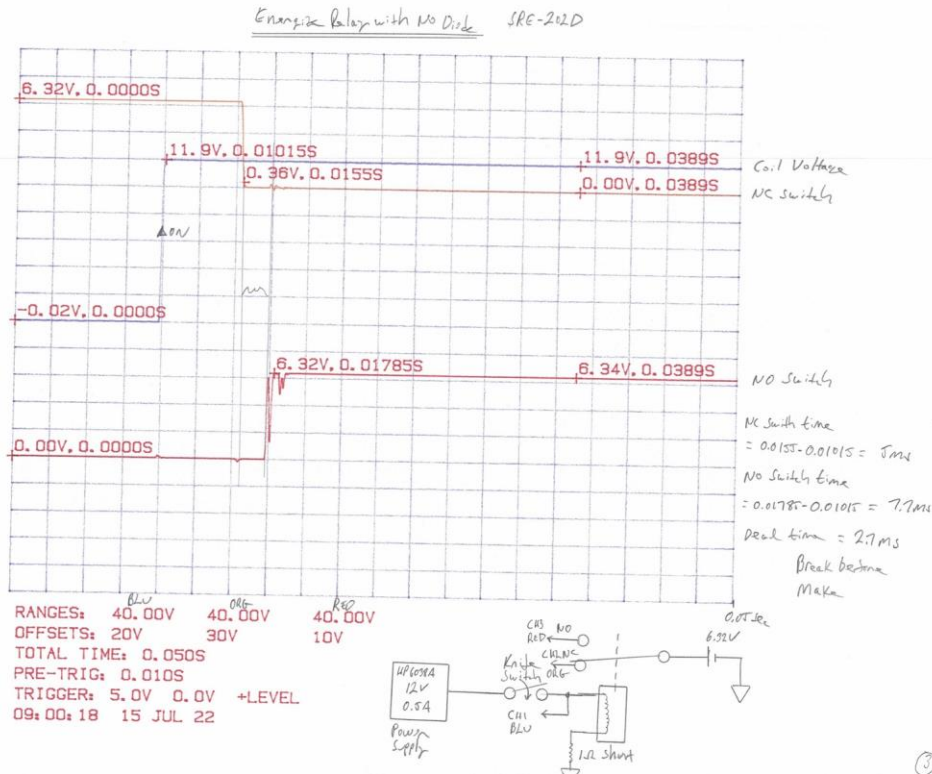 Energize Relay with No Diode SRE-202D
6.32V, 0.0000S
11.9V, 0.01015S
11.9V, 0.0389S
Coil Voltage
0.36V, 0.0155S
0.00V, 0.0389S
NC switch
ON
-0.02V, 0.0000S
6.32V, 0.01785S
6.34V, 0.0389S
NO Switch
0.00V, 0.0000S
NC Swith time
= 0.0155-0.01015 = 5ms
NO Switch time
= 0.01785-0.01015 = 7.7ms
Dead time = 2.7ms
Break before
Make
0.05 sec
BLU ORG RED
RANGES: 40.00V 40.00V 40.00V
OFFSETS: 20V 30V 10V
TOTAL TIME: 0.050S
PRE-TRIG: 0.010S
TRIGGER: 5.0V 0.0V +LEVEL
09:00:18 15 JUL 22
HP6038A
12V
0.5A
Power
Supply
Knife
Switch
CH1
BLU
CH3 NO
RED
CH2 NC
ORG
1Ω Shunt
3